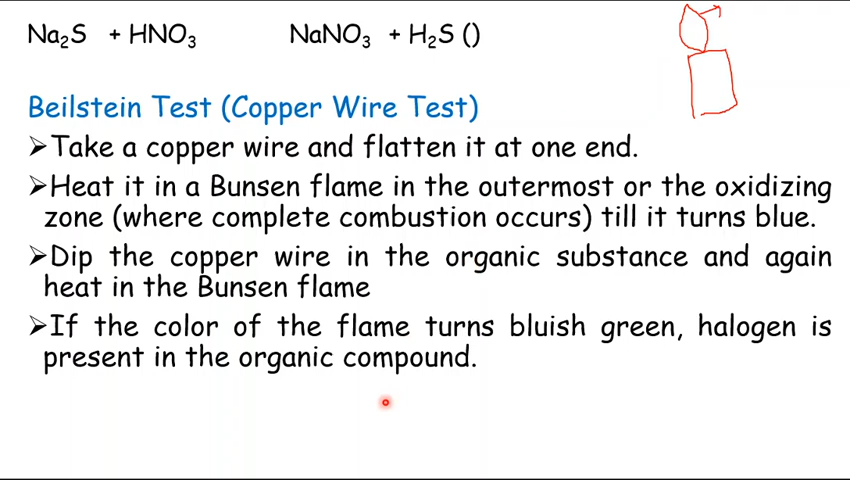 Na₂S + HNO₃ NaNO₃ + H₂S ()
Beilstein Test (Copper Wire Test)
➢Take a copper wire and flatten it at one end.
➢Heat it in a Bunsen flame in the outermost or the oxidizing
zone (where complete combustion occurs) till it turns blue.
➢Dip the copper wire in the organic substance and again
heat in the Bunsen flame
➢If the color of the flame turns bluish green, halogen is
present in the organic compound.